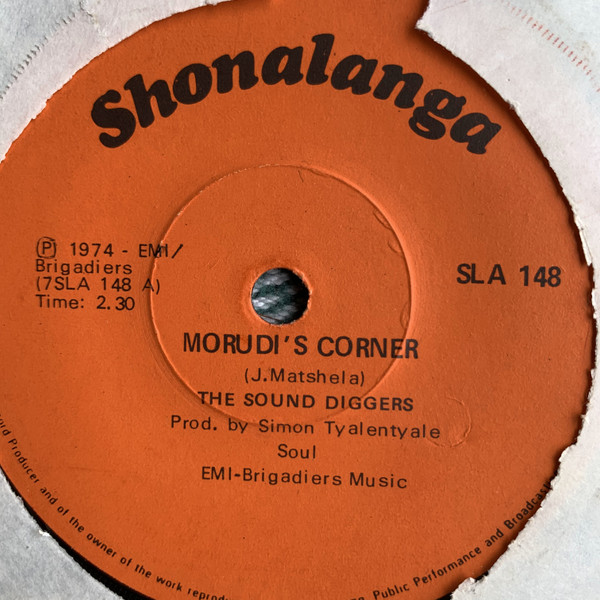 Shonalanga
Ⓟ 1974 - EMI/
Brigadiers
(7SLA 148 A)
Time: 2.30
SLA 148
MORUDI'S CORNER
(J.Matshela)
THE SOUND DIGGERS
Prod. by Simon Tyalentyale
Soul
EMI-Brigadiers Music
Producer and of the owner of the work
Public Performance and